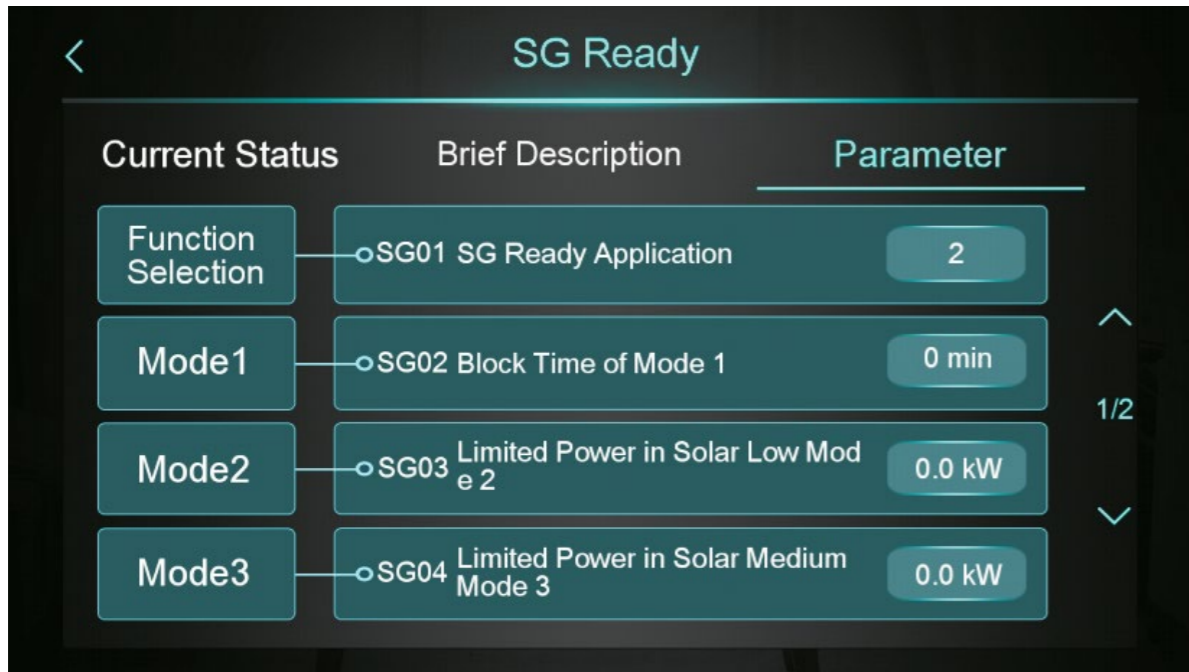 SG Ready
Current Status Brief Description Parameter
Function
Selection
SG01 SG Ready Application 2
Mode1
SG02 Block Time of Mode 1 0 min
1/2
Mode2
SG03 Limited Power in Solar Low Mod
e 2
0.0 kW
Mode3
SG04 Limited Power in Solar Medium
Mode 3
0.0 kW